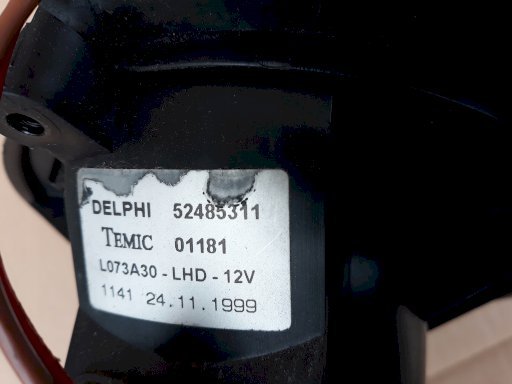 DELPHI 52485311
TEMIC 01181
L073A30 - LHD - 12V
1141 24.11.1999